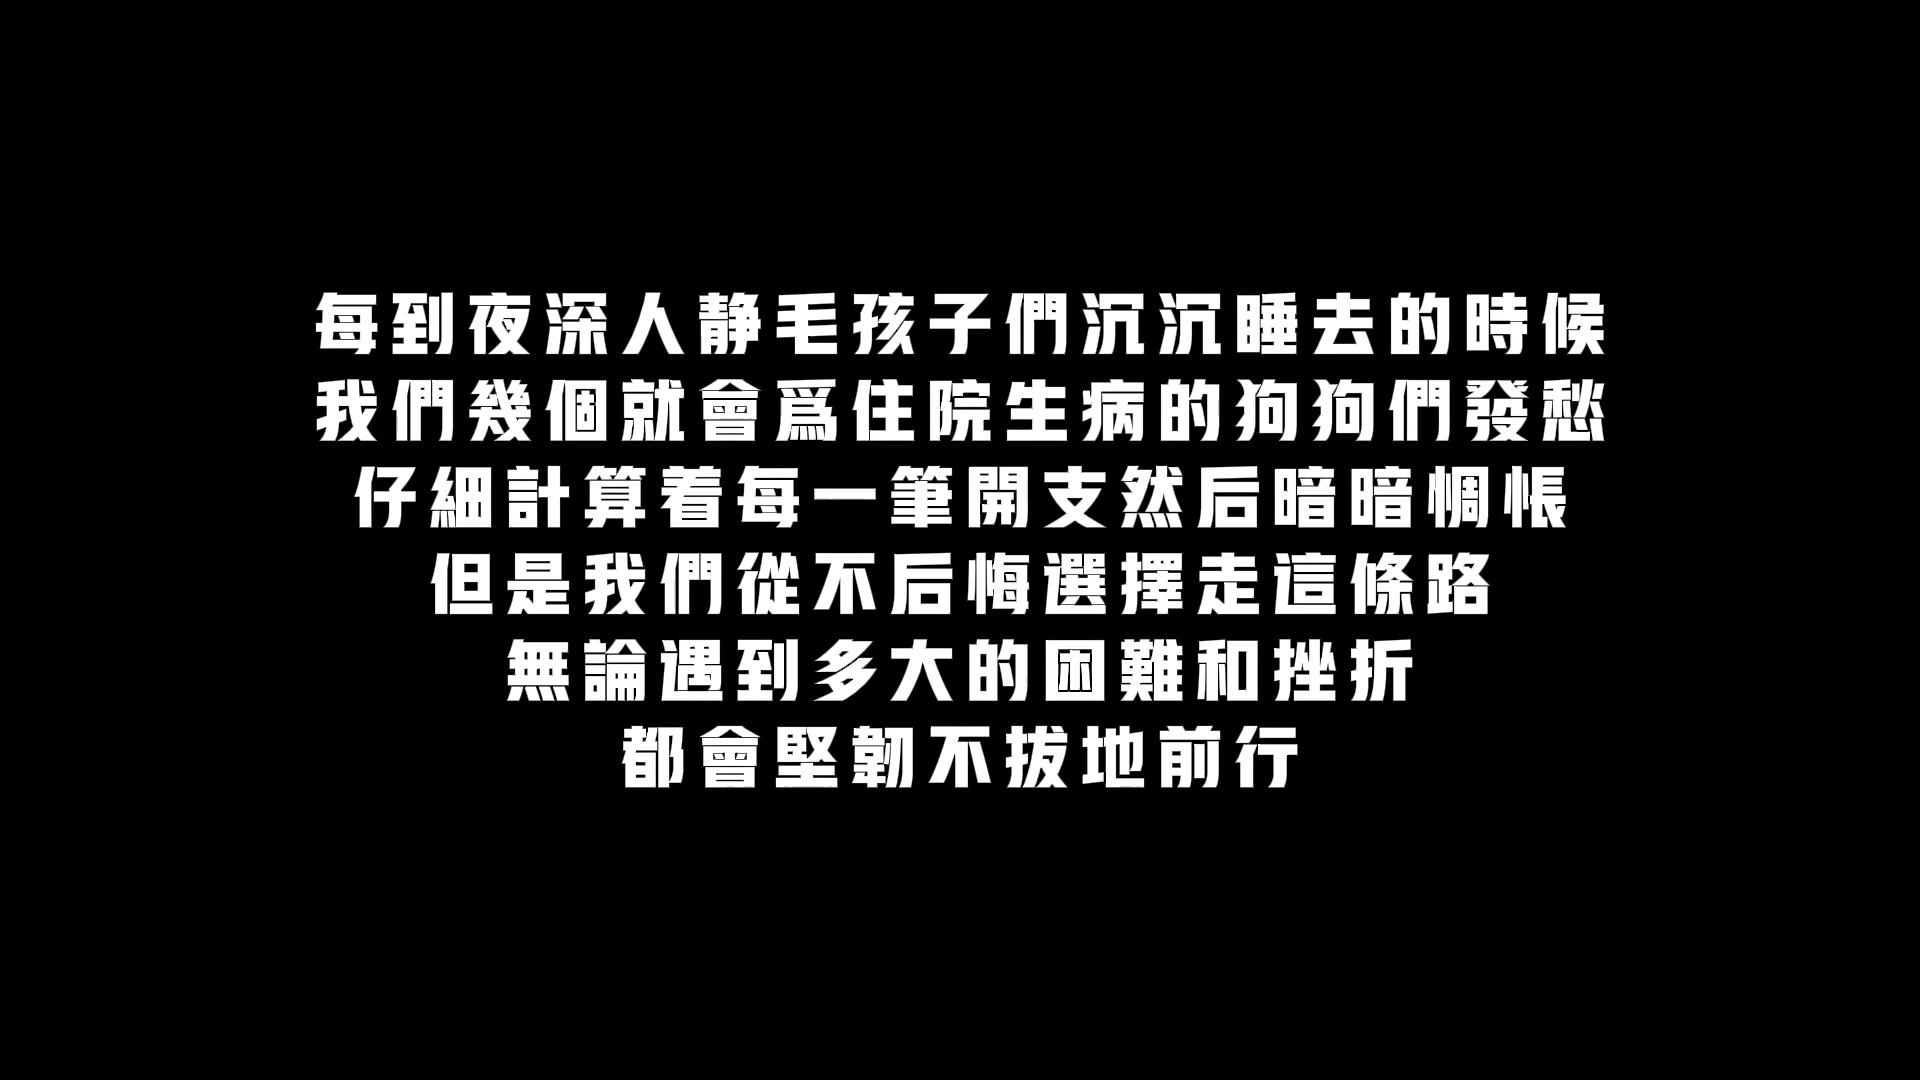 每到夜深人静毛孩子們沉沉睡去的時候
我們幾個就會爲住院生病的狗狗們發愁
仔細計算着每一筆開支然后暗暗惆悵
但是我們從不后悔選擇走這條路
無論遇到多大的困難和挫折
都會堅韌不拔地前行